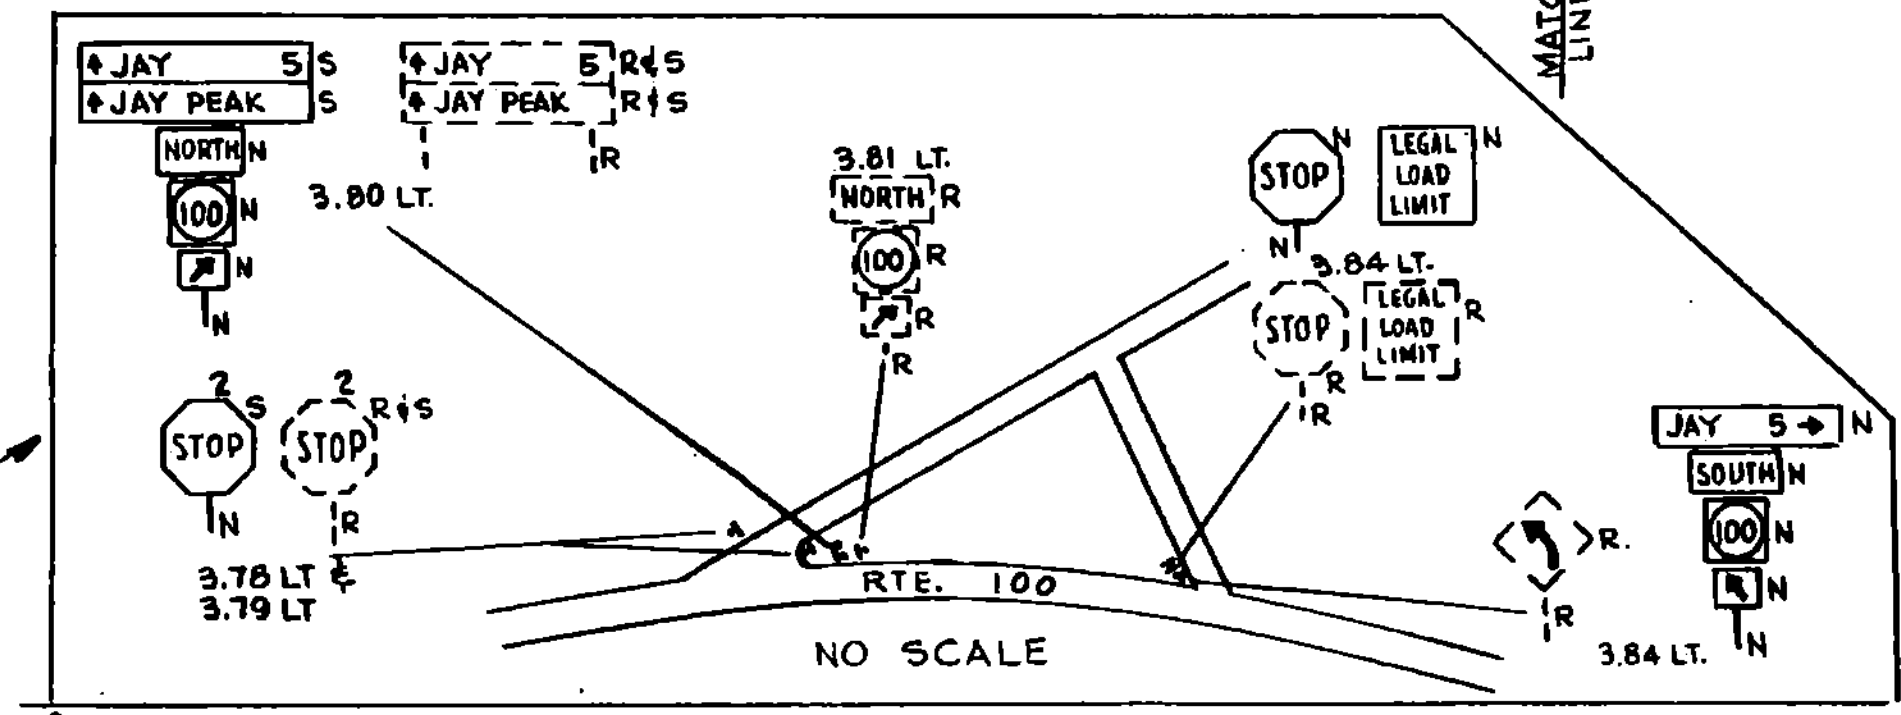 MATC
LIN
↑ JAY 5 S
↑ JAY PEAK S
NORTH N
100 N
N
N
↑ JAY 5 R&S
↑ JAY PEAK R&S
R
3.80 LT.
3.81 LT.
NORTH R
100 R
R
R
STOP N
N
LEGAL N
LOAD
LIMIT
3.84 LT.
STOP R
R
LEGAL R
LOAD
LIMIT
2
STOP S
N
2
STOP R&S
R
3.78 LT &
3.79 LT
RTE. 100
NO SCALE
R.
R
JAY 5 → N
SOUTH N
100 N
N
N
3.84 LT.